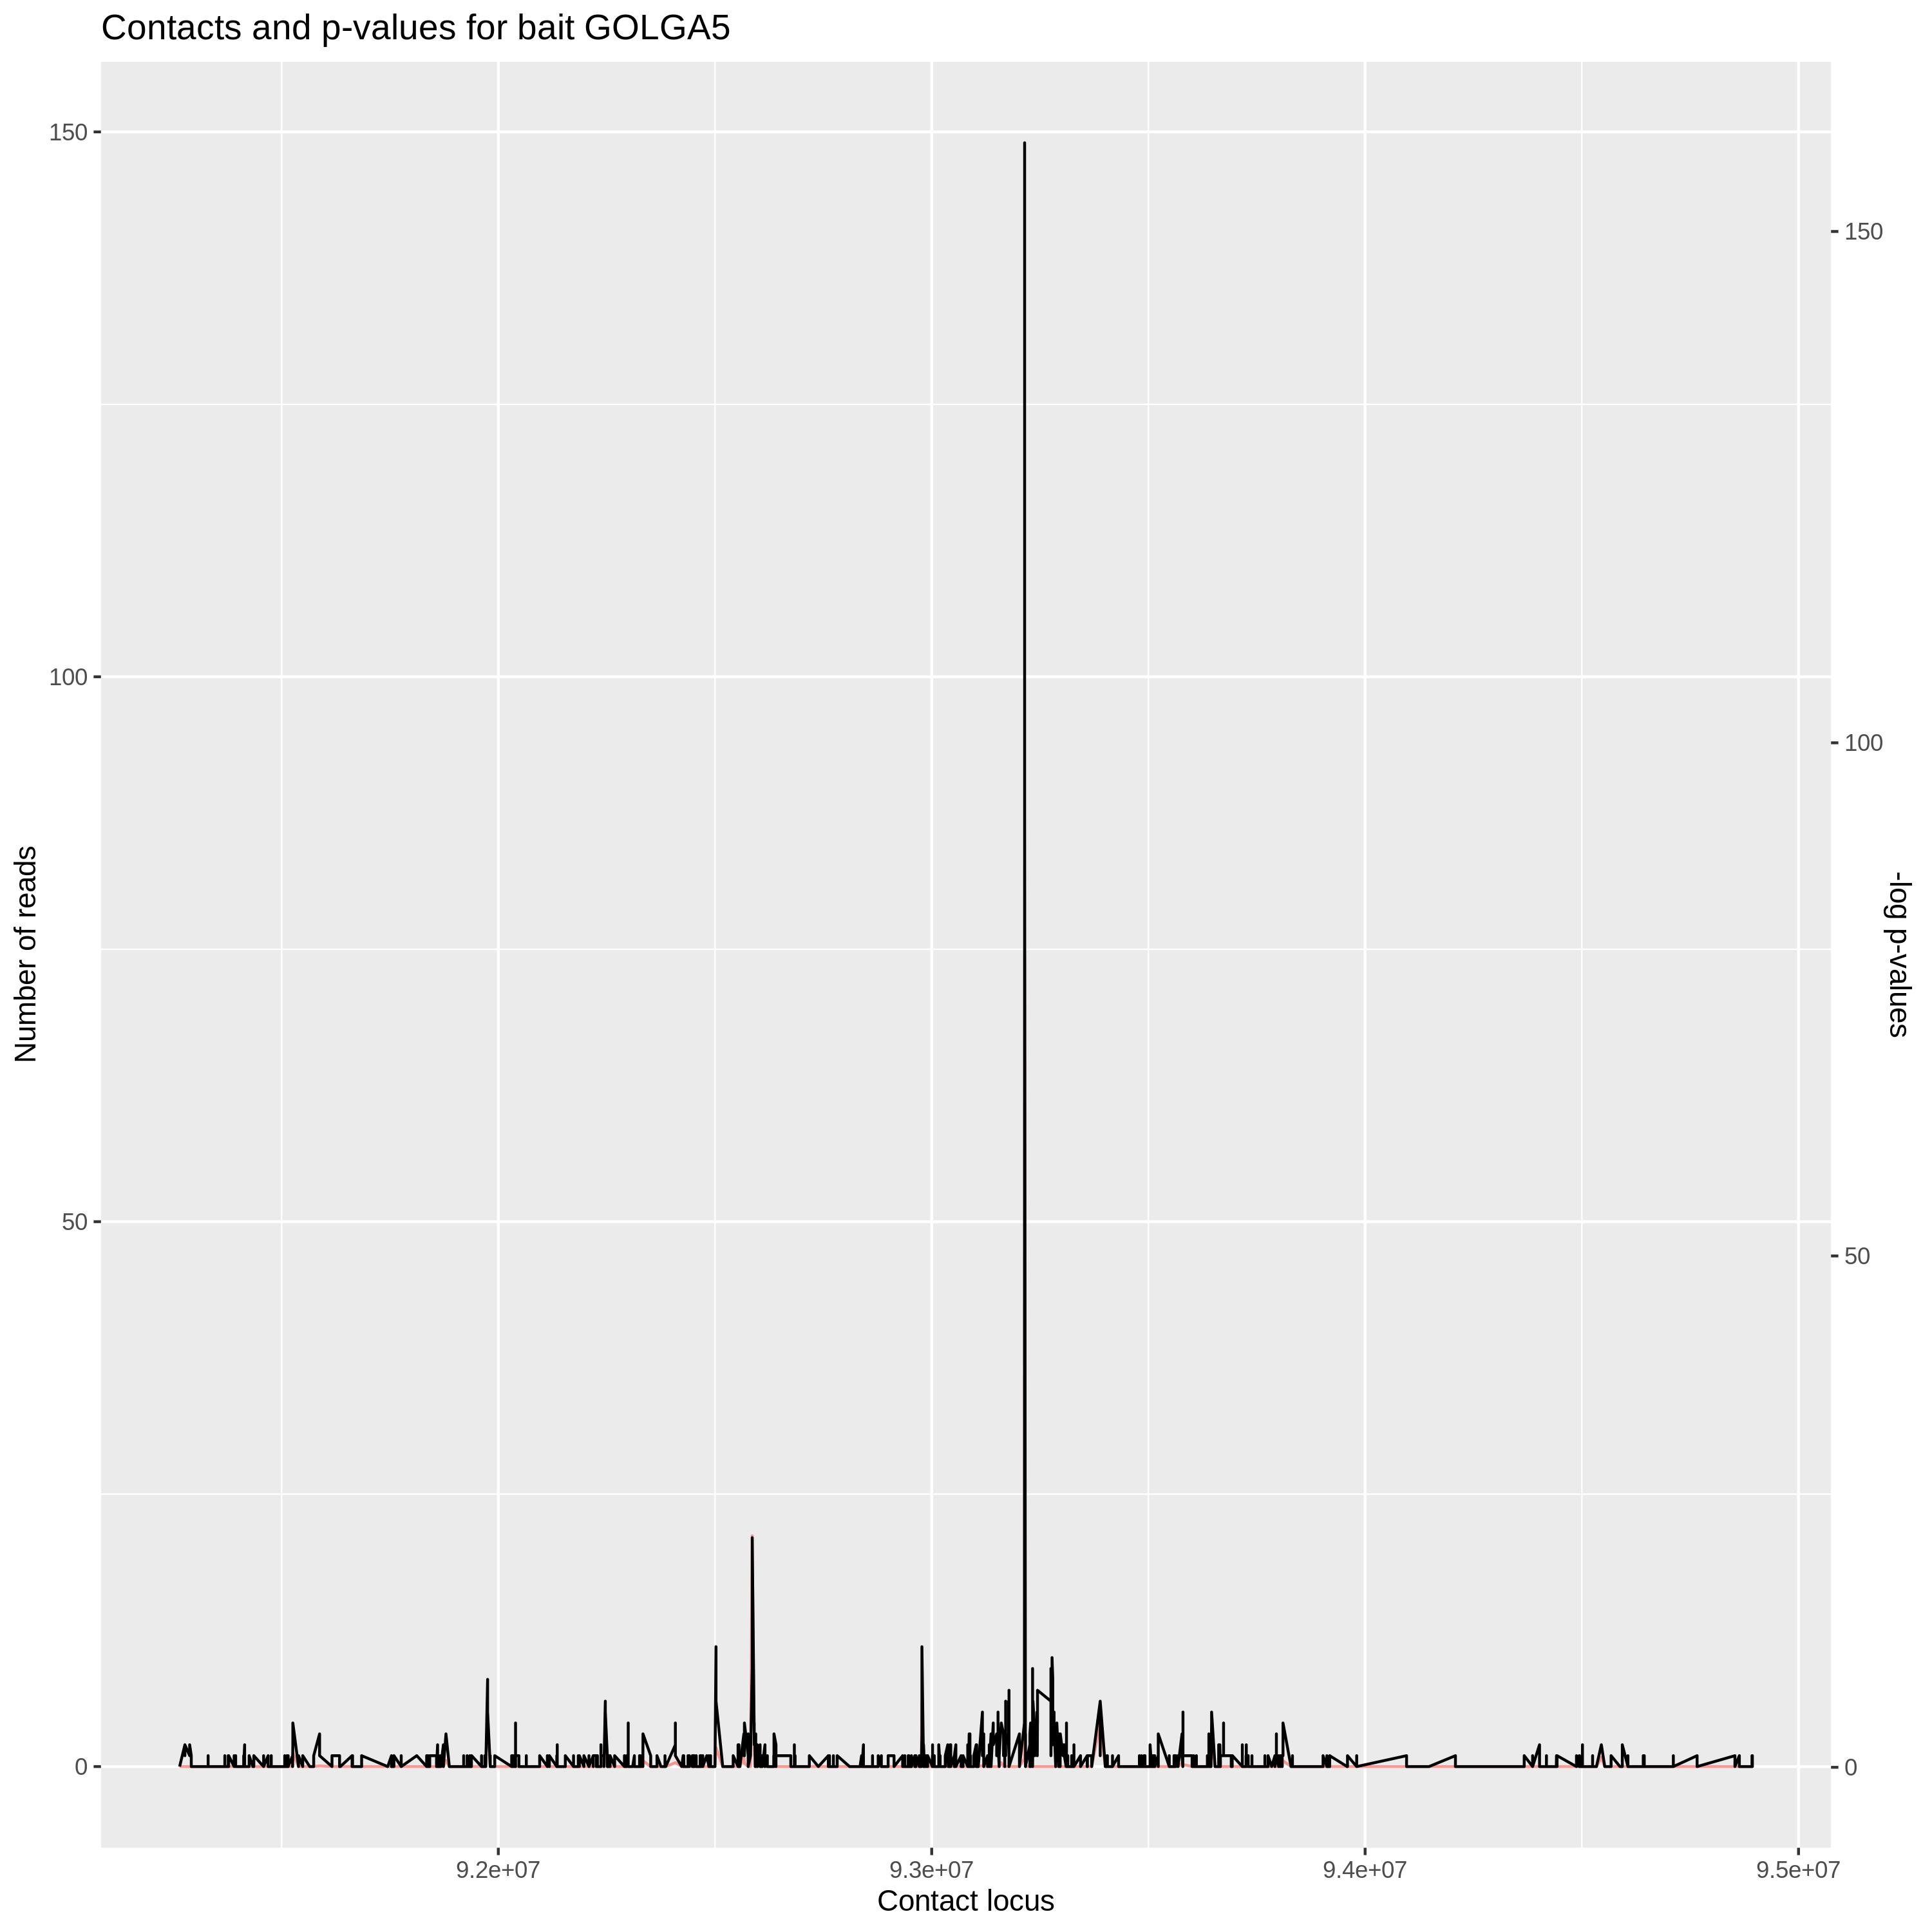 Contacts and p-values for bait GOLGA5
150
100
50
0
Number of reads
150
100
50
0
-log p-values
9.2e+07
9.3e+07
9.4e+07
9.5e+07
Contact locus